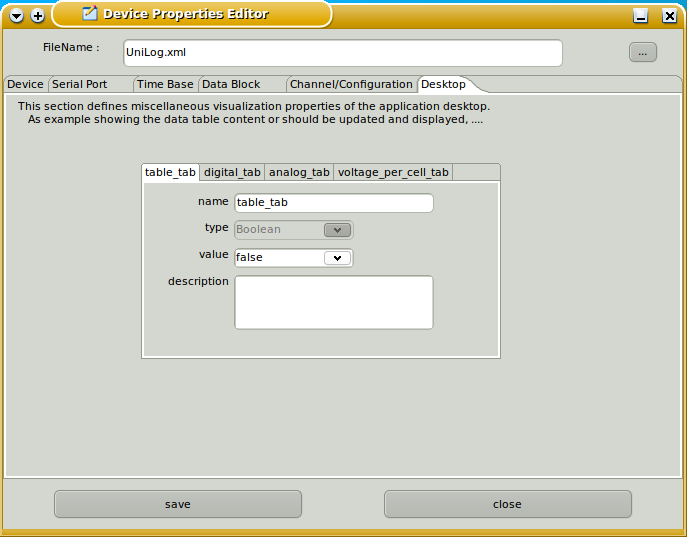 Device Properties Editor
FileName :
UniLog.xml
...
Device Serial Port Time Base Data Block Channel/Configuration Desktop
This section defines miscellaneous visualization properties of the application desktop.
As example showing the data table content or should be updated and displayed, ....
table_tab digital_tab analog_tab voltage_per_cell_tab
name table_tab
type Boolean
value false
description
save close